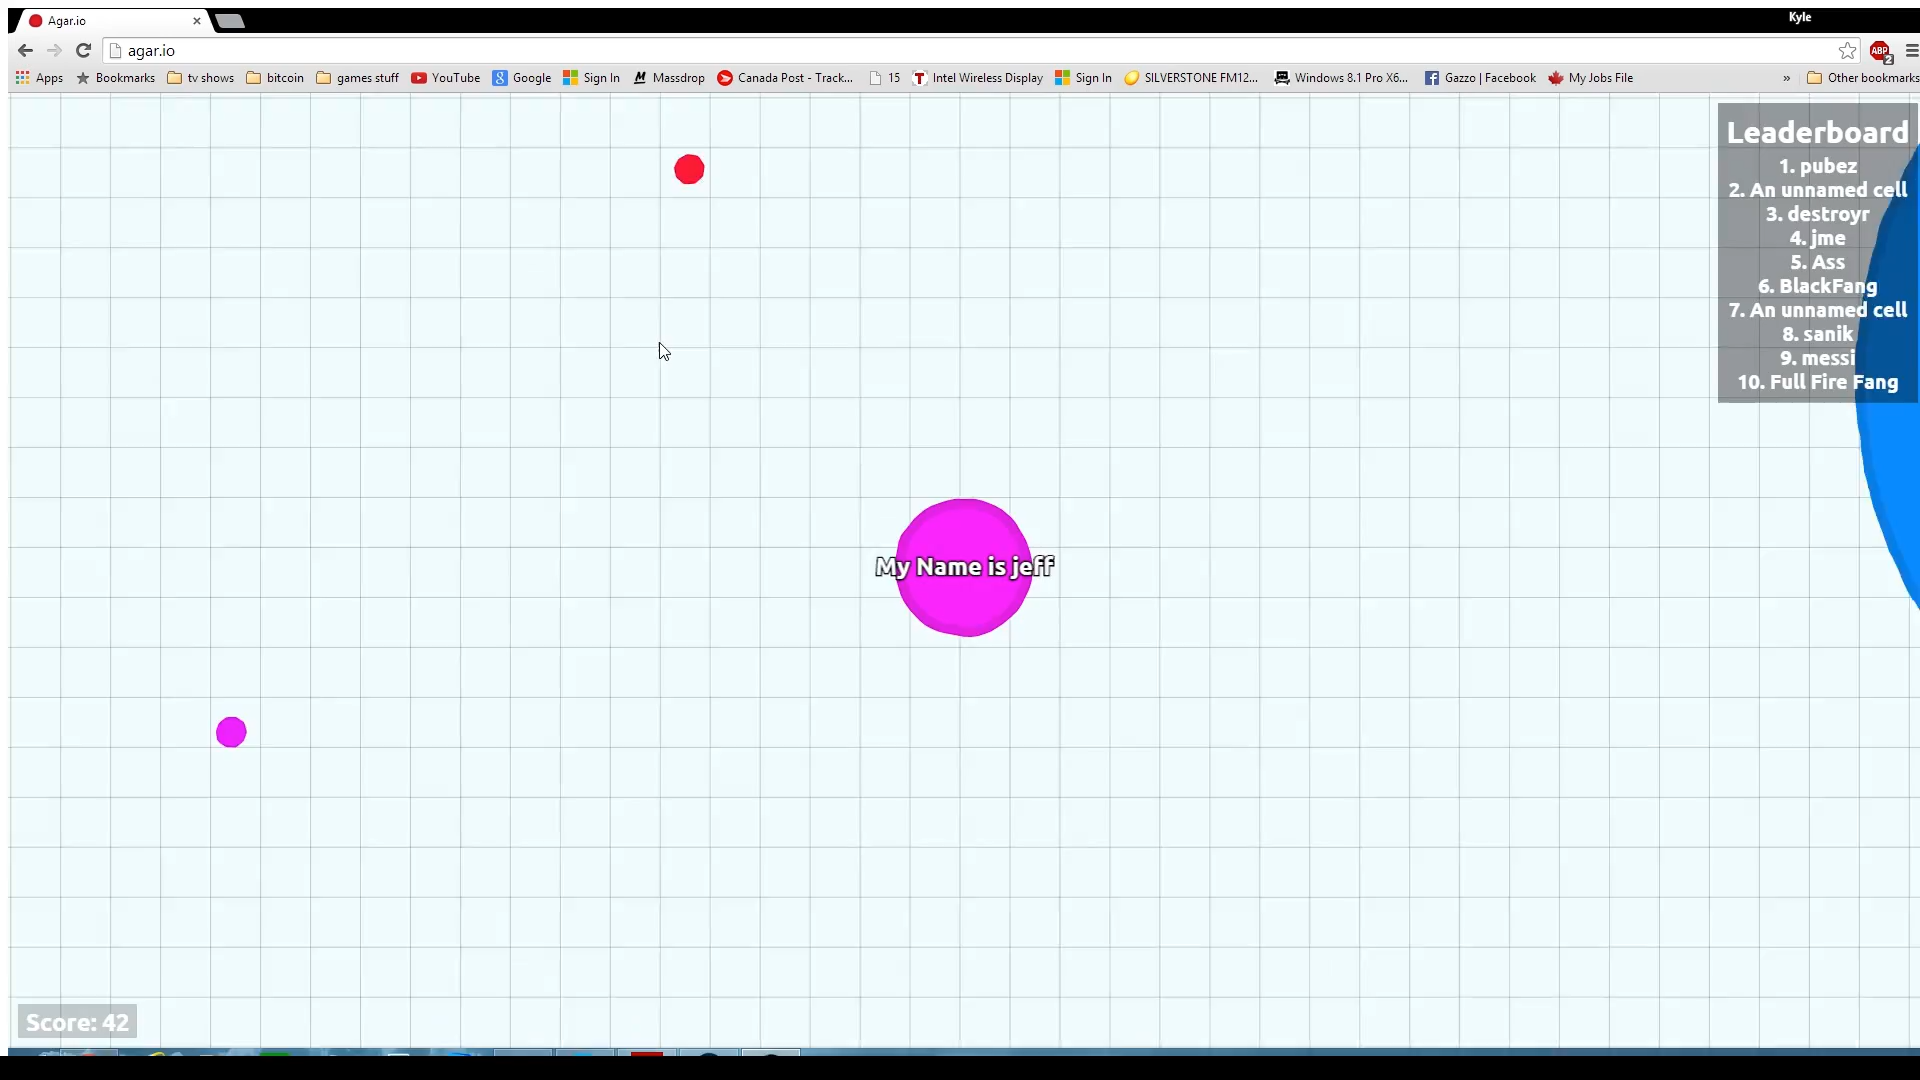 Agar.io
Kyle
agar.io
ABP
2
Apps
Bookmarks
tv shows
bitcoin
games stuff
YouTube
Google
Sign In
Massdrop
Canada Post - Track...
15
Intel Wireless Display
Sign In
SILVERSTONE FM12...
Windows 8.1 Pro X6...
Gazzo | Facebook
My Jobs File
»
Other bookmarks
Leaderboard
1. pubez
2. An unnamed cell
3. destroyr
4. jme
5. Ass
6. BlackFang
7. An unnamed cell
8. sanik
9. messi
10. Full Fire Fang
My Name is jeff
Score: 42